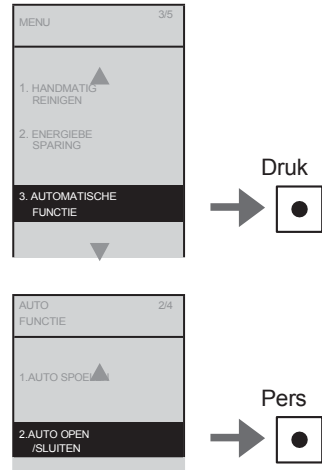 MENU 3/5
1. HANDMATIG
REINIGEN
2. ENERGIEBE
SPARING
3. AUTOMATISCHE
FUNCTIE
Druk
AUTO 2/4
FUNCTIE
1.AUTO SPOELEN
2.AUTO OPEN
/SLUITEN
Pers